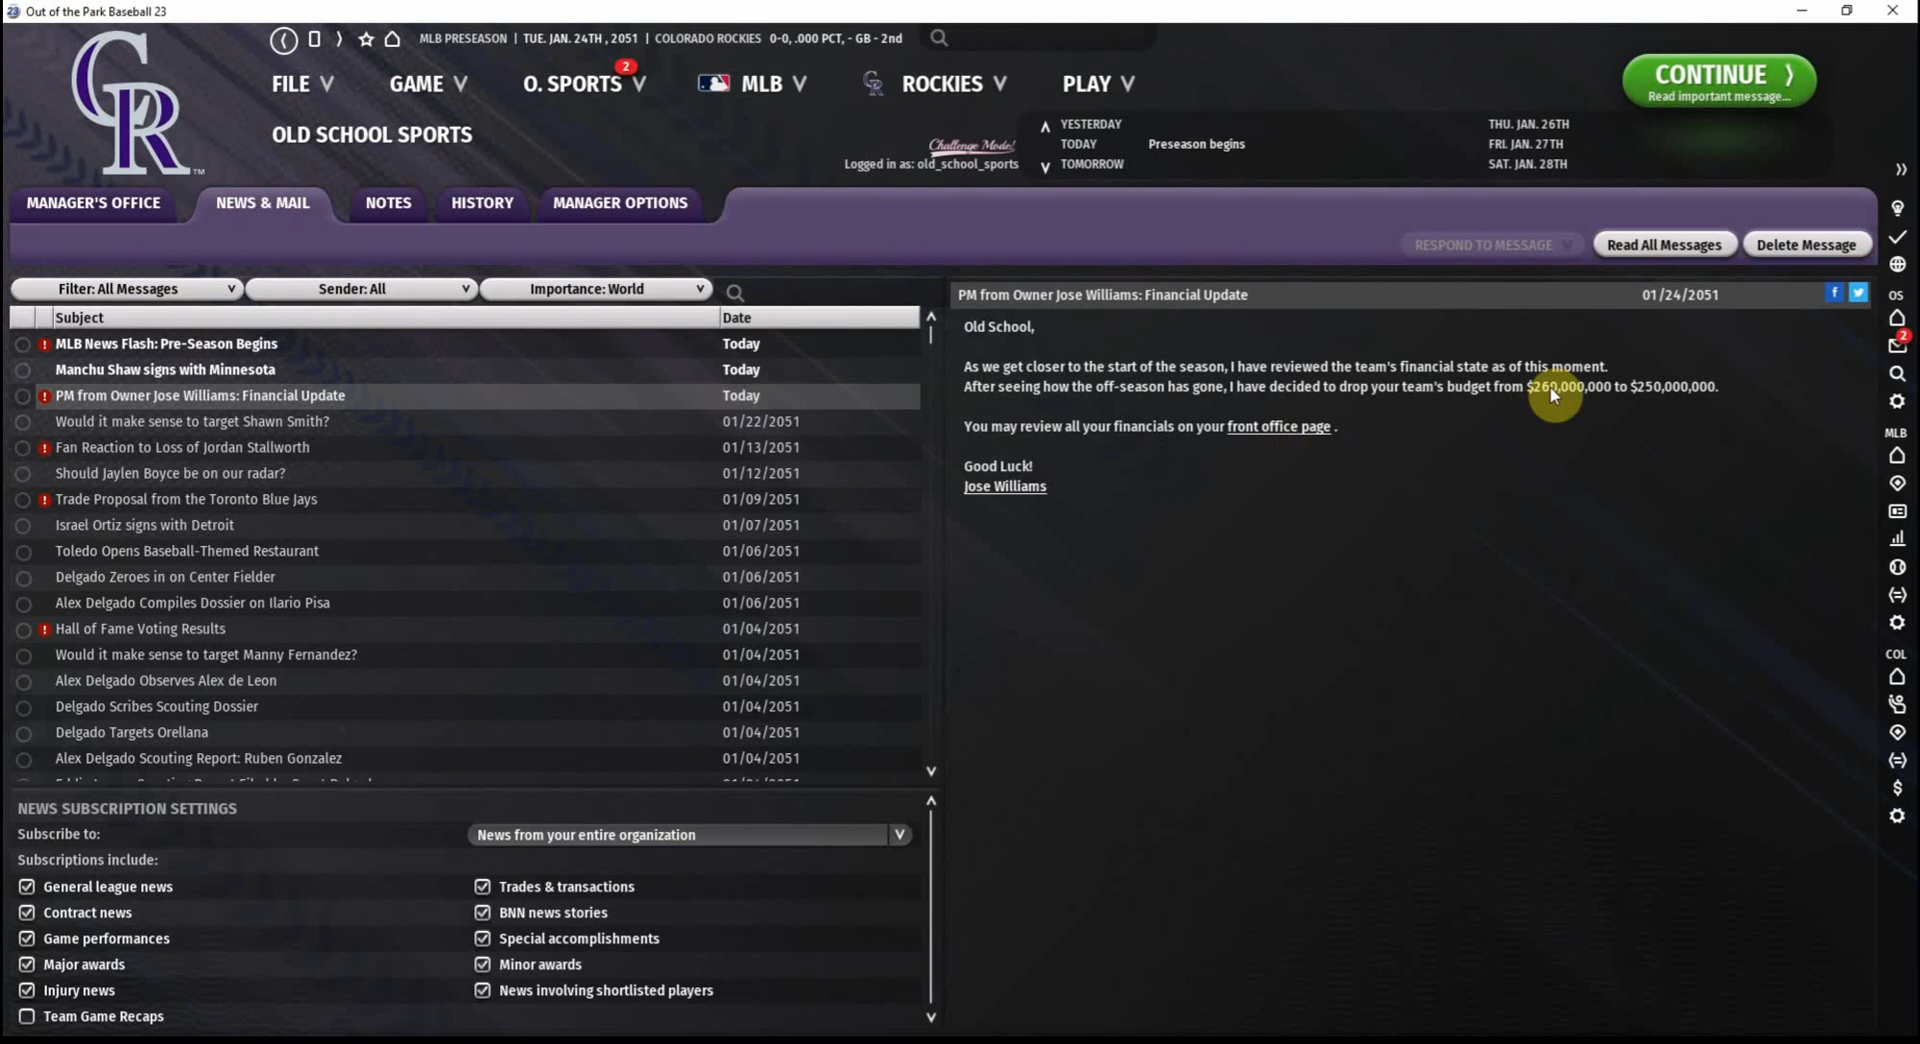 23 Out of the Park Baseball 23
CR TM
MLB PRESEASON | TUE. JAN. 24TH , 2051 | COLORADO ROCKIES 0-0, .000 PCT, - GB - 2nd
FILE GAME O. SPORTS 2 MLB ROCKIES PLAY
CONTINUE
Read important message...
OLD SCHOOL SPORTS
Challenge Mode!
Logged in as: old_school_sports
YESTERDAY
TODAY Preseason begins
TOMORROW
THU. JAN. 26TH
FRI. JAN. 27TH
SAT. JAN. 28TH
MANAGER'S OFFICE NEWS & MAIL NOTES HISTORY MANAGER OPTIONS
RESPOND TO MESSAGE Read All Messages Delete Message
Filter: All Messages Sender: All Importance: World
Subject Date
MLB News Flash: Pre-Season Begins Today
Manchu Shaw signs with Minnesota Today
PM from Owner Jose Williams: Financial Update Today
Would it make sense to target Shawn Smith? 01/22/2051
Fan Reaction to Loss of Jordan Stallworth 01/13/2051
Should Jaylen Boyce be on our radar? 01/12/2051
Trade Proposal from the Toronto Blue Jays 01/09/2051
Israel Ortiz signs with Detroit 01/07/2051
Toledo Opens Baseball-Themed Restaurant 01/06/2051
Delgado Zeroes in on Center Fielder 01/06/2051
Alex Delgado Compiles Dossier on Ilario Pisa 01/06/2051
Hall of Fame Voting Results 01/04/2051
Would it make sense to target Manny Fernandez? 01/04/2051
Alex Delgado Observes Alex de Leon 01/04/2051
Delgado Scribes Scouting Dossier 01/04/2051
Delgado Targets Orellana 01/04/2051
Alex Delgado Scouting Report: Ruben Gonzalez 01/04/2051
PM from Owner Jose Williams: Financial Update 01/24/2051
Old School,
As we get closer to the start of the season, I have reviewed the team's financial state as of this moment.
After seeing how the off-season has gone, I have decided to drop your team's budget from $260,000,000 to $250,000,000.
You may review all your financials on your front office page .
Good Luck!
Jose Williams
NEWS SUBSCRIPTION SETTINGS
Subscribe to: News from your entire organization
Subscriptions include:
General league news Trades & transactions
Contract news BNN news stories
Game performances Special accomplishments
Major awards Minor awards
Injury news News involving shortlisted players
Team Game Recaps
OS
2
MLB
COL
$